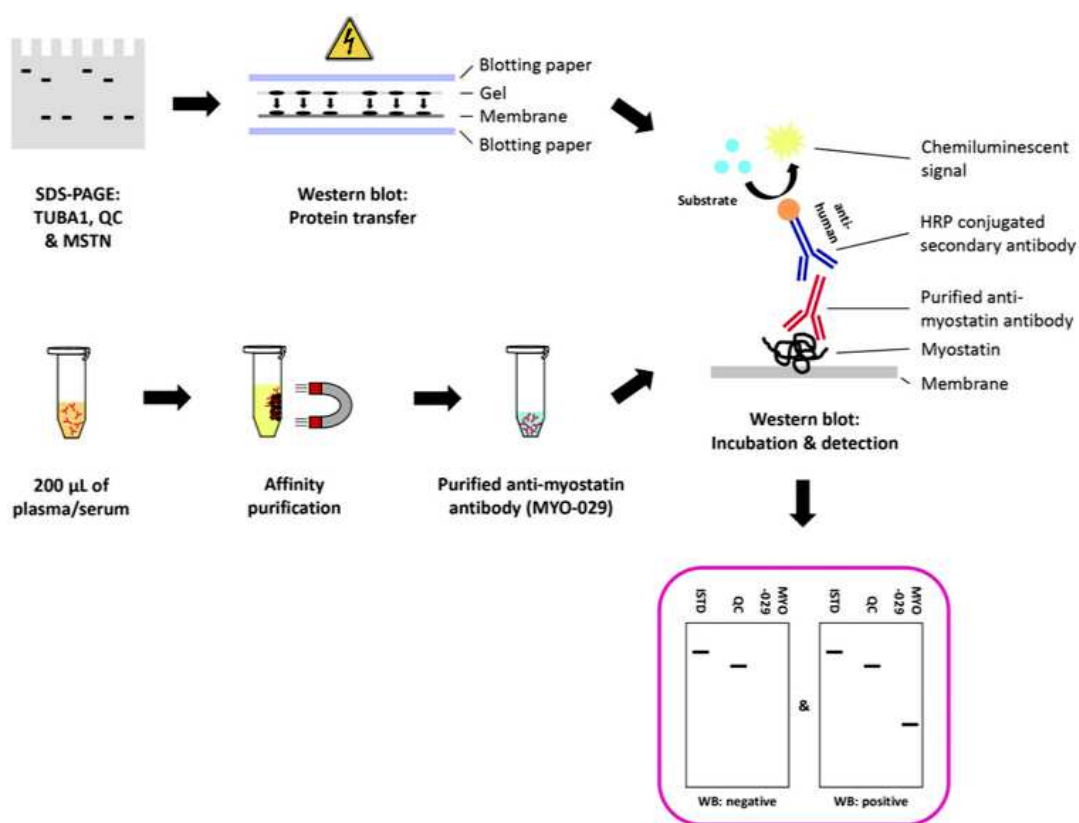 Blotting paper
Gel
Membrane
Blotting paper
SDS-PAGE:
TUBA1, QC
& MSTN
Western blot:
Protein transfer
Substrate
anti-
human
Chemiluminescent
signal
HRP conjugated
secondary antibody
Purified anti-
myostatin antibody
Myostatin
Membrane
Western blot:
Incubation & detection
200 µL of
plasma/serum
Affinity
purification
Purified anti-myostatin
antibody (MYO-029)
ISTD
QC
MYO
-029
&
ISTD
QC
MYO
-029
WB: negative
WB: positive